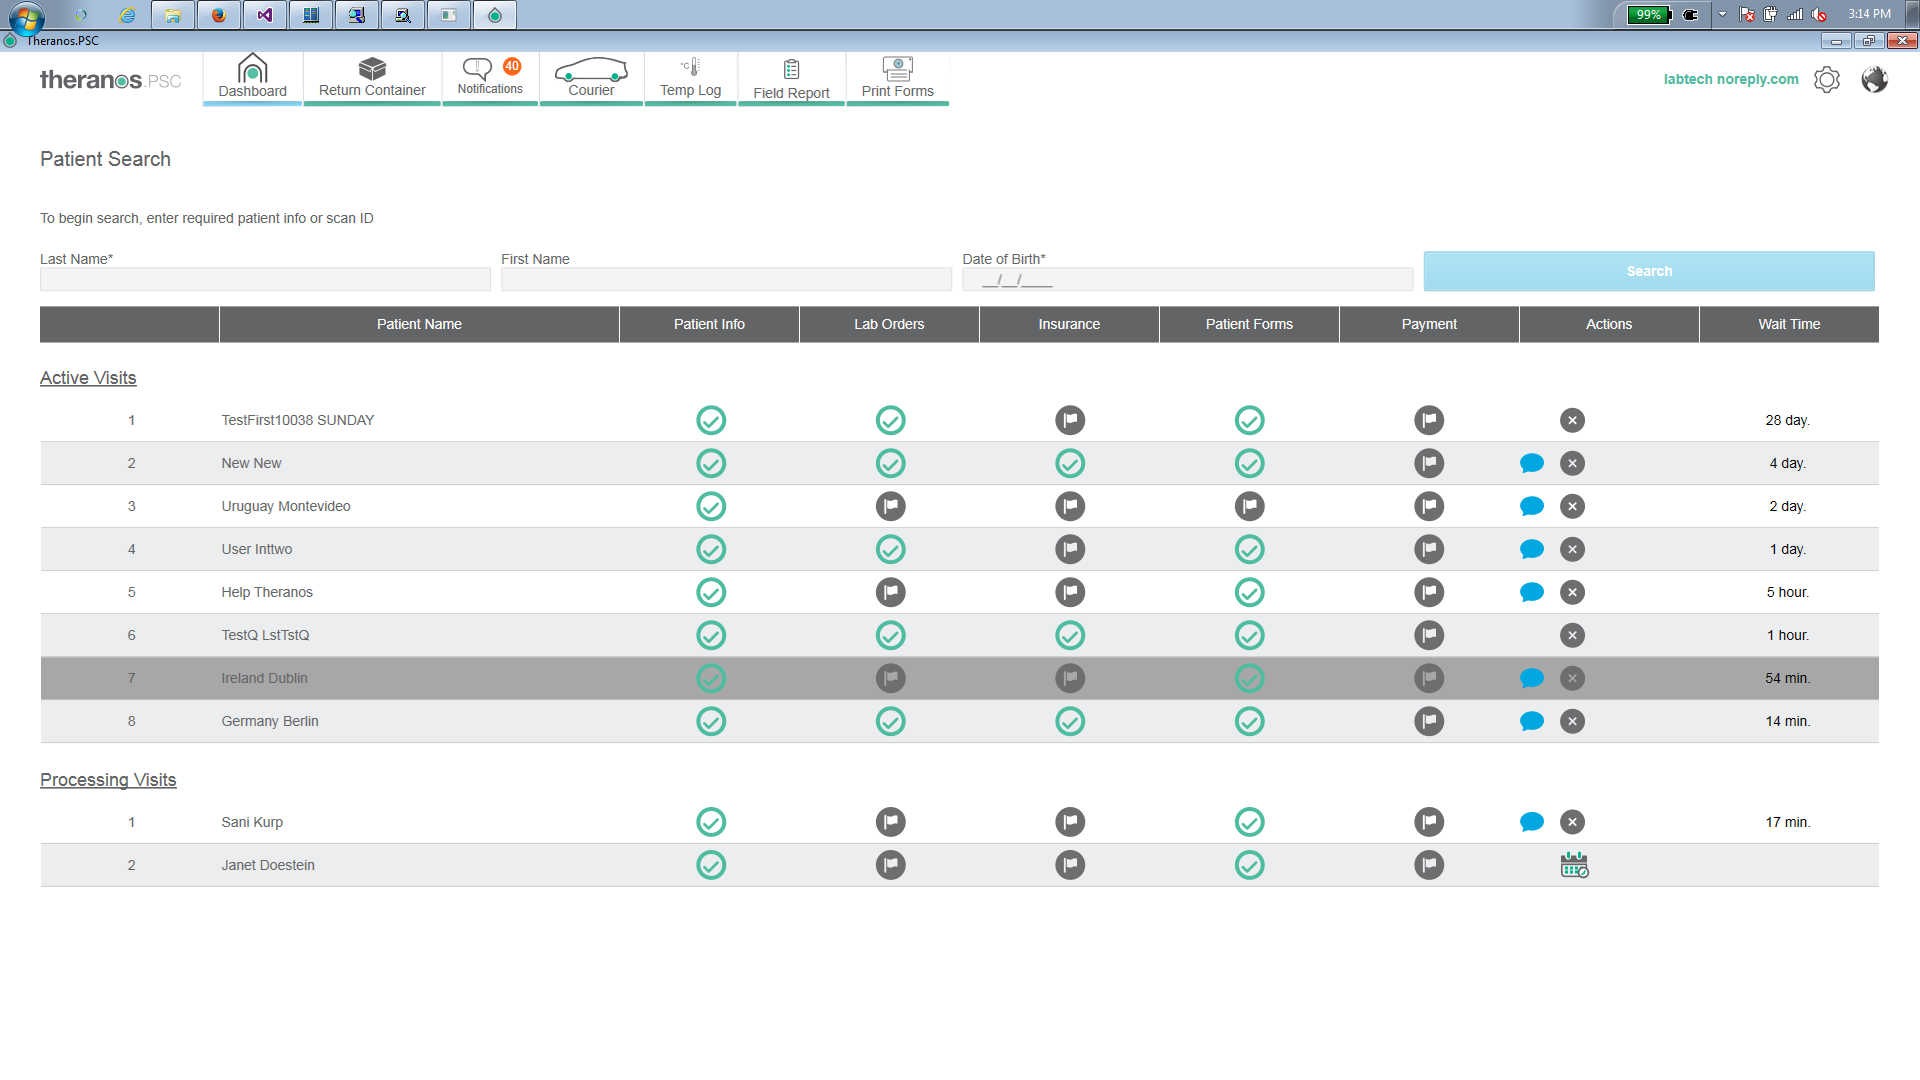 99%
3:14 PM
Theranos.PSC
theranos.PSC
Dashboard
Return Container
40
Notifications
Courier
°C
Temp Log
Field Report
Print Forms
labtech noreply.com
Patient Search
To begin search, enter required patient info or scan ID
Last Name*
First Name
Date of Birth*
__/__/____
Search
Patient Name Patient Info Lab Orders Insurance Patient Forms Payment Actions Wait Time
Active Visits
1 TestFirst10038 SUNDAY 28 day.
2 New New 4 day.
3 Uruguay Montevideo 2 day.
4 User Inttwo 1 day.
5 Help Theranos 5 hour.
6 TestQ LstTstQ 1 hour.
7 Ireland Dublin 54 min.
8 Germany Berlin 14 min.
Processing Visits
1 Sani Kurp 17 min.
2 Janet Doestein